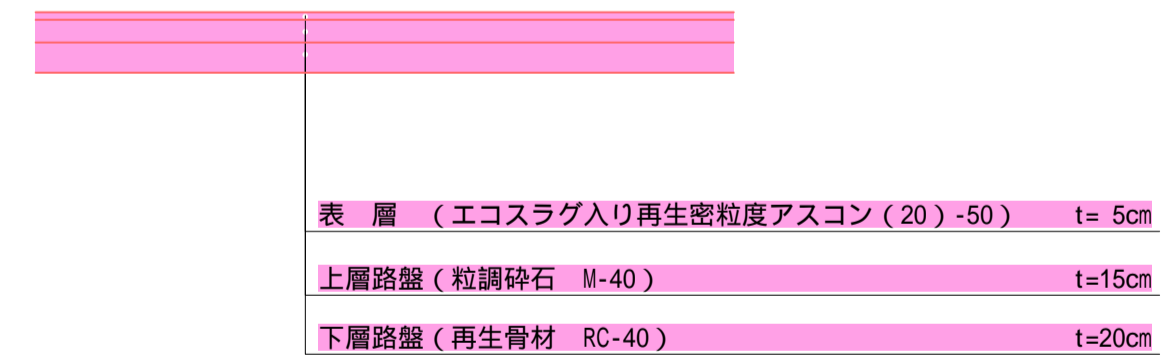 表　層　（エコスラグ入り再生密粒度アスコン（20）-50）　t= 5cm
上層路盤（粒調砕石　M-40）　t=15cm
下層路盤（再生骨材　RC-40）　t=20cm